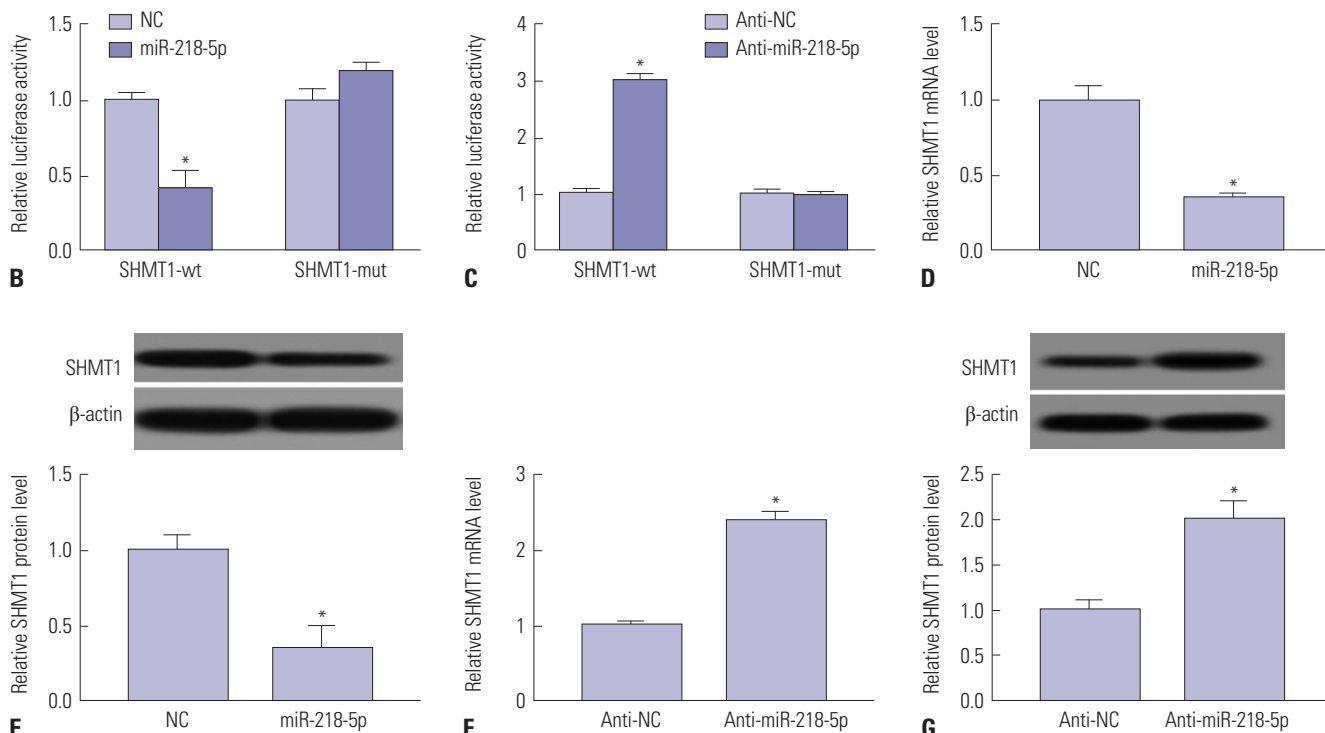 NC
miR-218-5p
Relative luciferase activity
1.5
1.0
0.5
0.0
*
SHMT1-wt
SHMT1-mut
B
Anti-NC
Anti-miR-218-5p
Relative luciferase activity
4
3
2
1
0
*
SHMT1-wt
SHMT1-mut
C
Relative SHMT1 mRNA level
1.5
1.0
0.5
0.0
*
NC
miR-218-5p
D
SHMT1
β-actin
Relative SHMT1 protein level
1.5
1.0
0.5
0.0
*
NC
miR-218-5p
E
Relative SHMT1 mRNA level
3
2
1
0
*
Anti-NC
Anti-miR-218-5p
F
SHMT1
β-actin
Relative SHMT1 protein level
2.5
2.0
1.5
1.0
0.5
0.0
*
Anti-NC
Anti-miR-218-5p
G